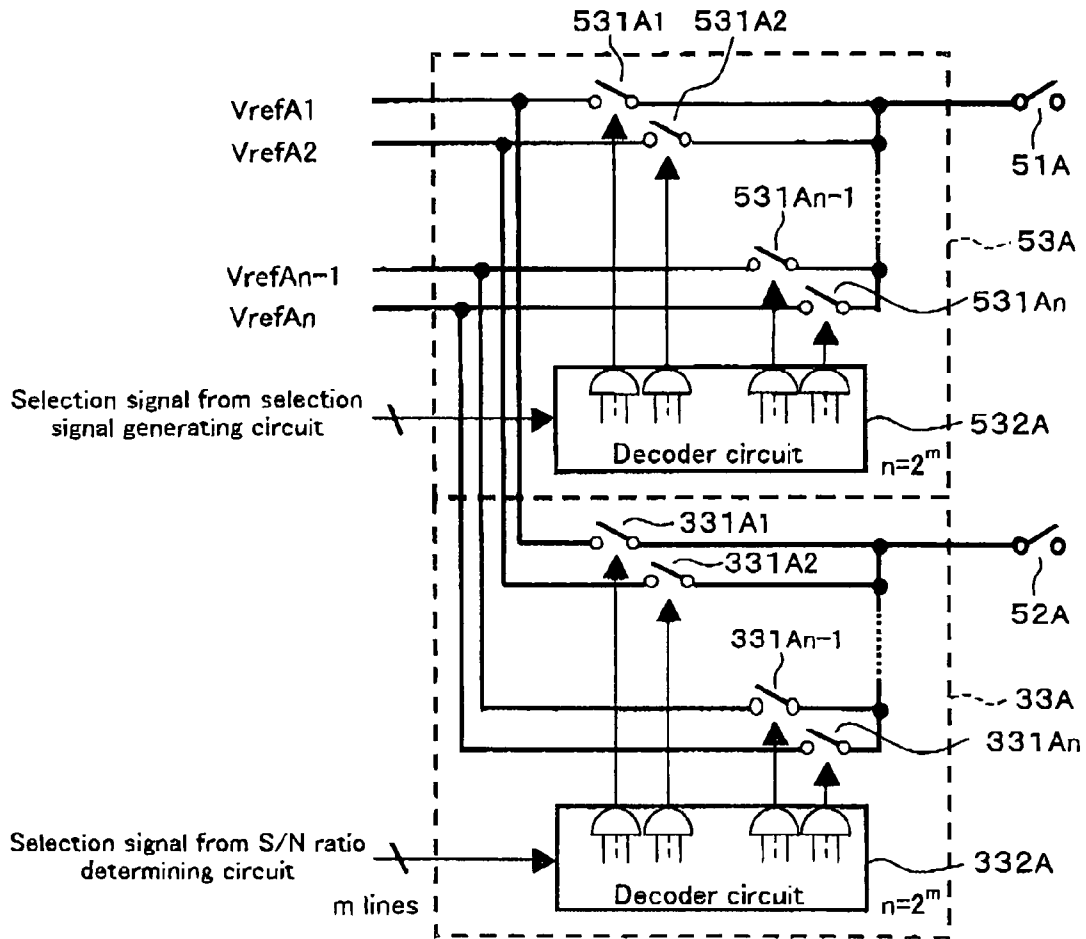 531A1
531A2
VrefA1
VrefA2
51A
531An-1
53A
VrefAn-1
531An
VrefAn
Selection signal from selection
signal generating circuit
532A
Decoder circuit
n=2^m
331A1
331A2
52A
331An-1
33A
331An
Selection signal from S/N ratio
determining circuit
332A
m lines
Decoder circuit
n=2^m